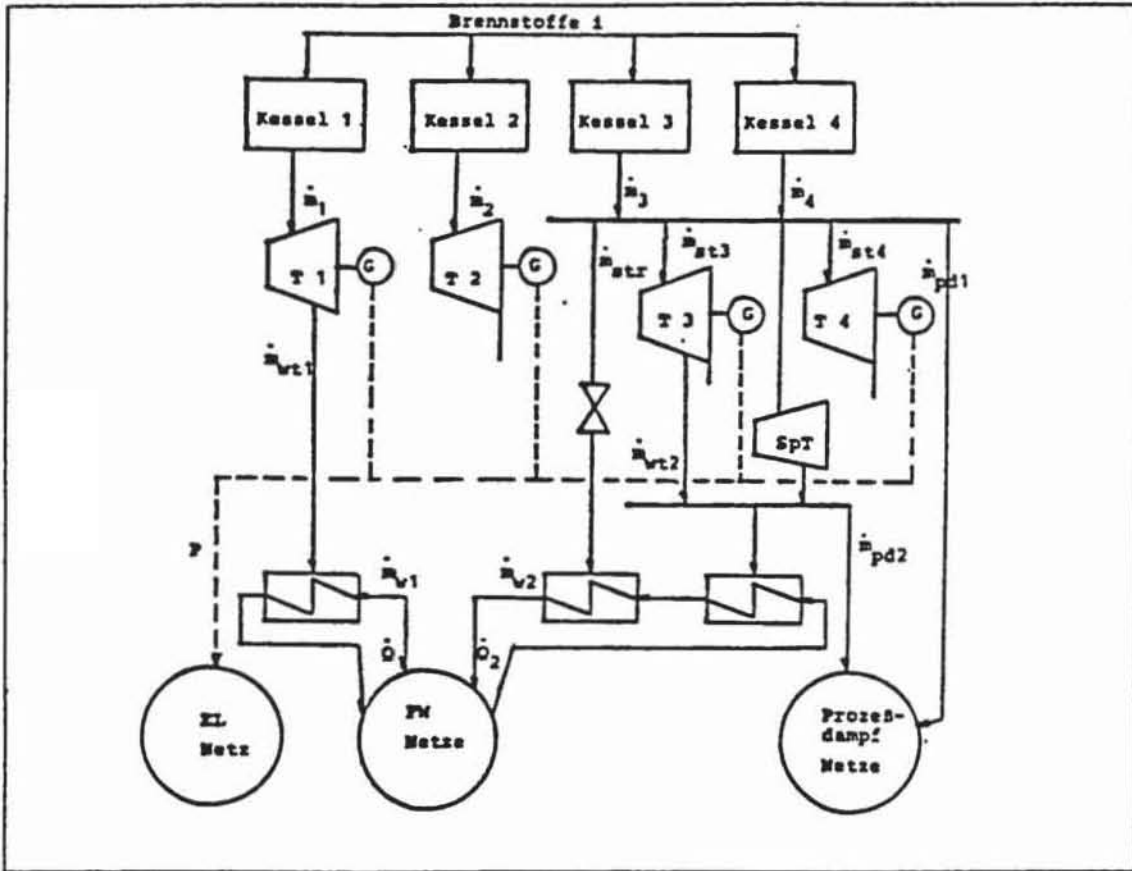 Brennstoffe i
Kessel 1
Kessel 2
Kessel 3
Kessel 4
ṁ1
ṁ2
ṁ3
ṁ4
ṁstr
ṁst3
ṁst4
ṁpd1
T 1
G
T 2
G
T 3
G
T 4
G
ṁwt1
ṁwt2
SpT
P
ṁw1
ṁw2
ṁpd2
Q̇
Q̇2
EL
Netz
FW
Netze
Prozeß-
dampf
Netze